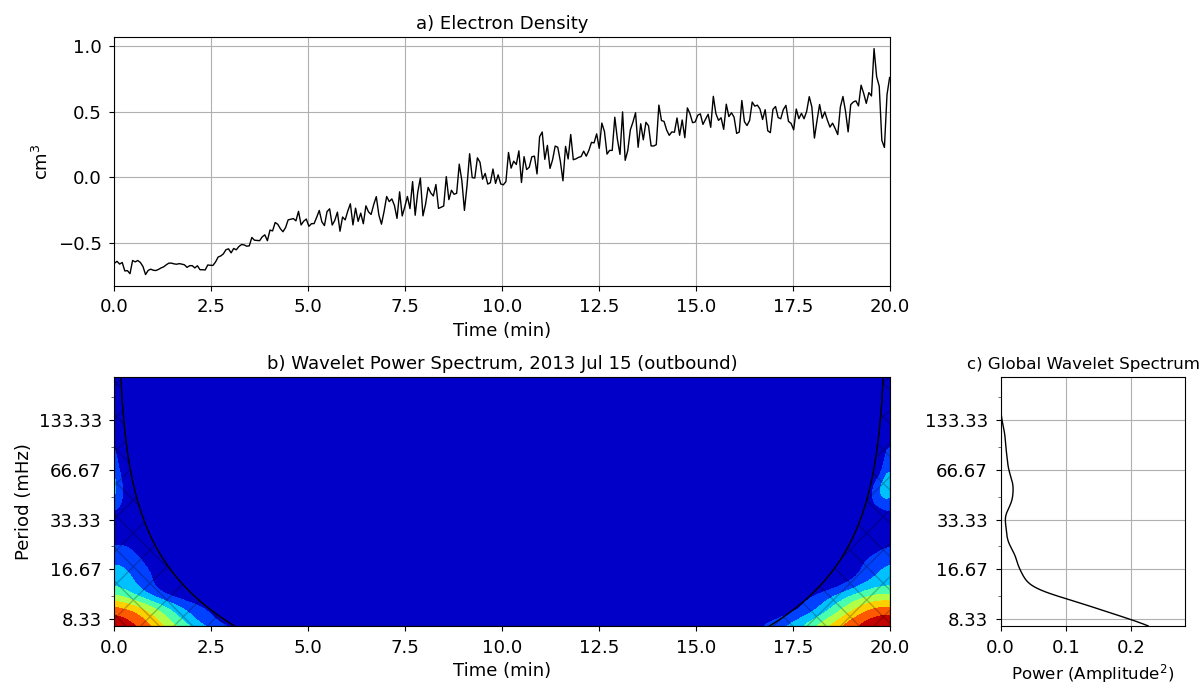 a) Electron Density
1.0
0.5
0.0
−0.5
cm³
0.0 2.5 5.0 7.5 10.0 12.5 15.0 17.5 20.0
Time (min)
b) Wavelet Power Spectrum, 2013 Jul 15 (outbound)
133.33
66.67
33.33
16.67
8.33
Period (mHz)
0.0 2.5 5.0 7.5 10.0 12.5 15.0 17.5 20.0
Time (min)
c) Global Wavelet Spectrum
133.33
66.67
33.33
16.67
8.33
0.0 0.1 0.2
Power (Amplitude²)